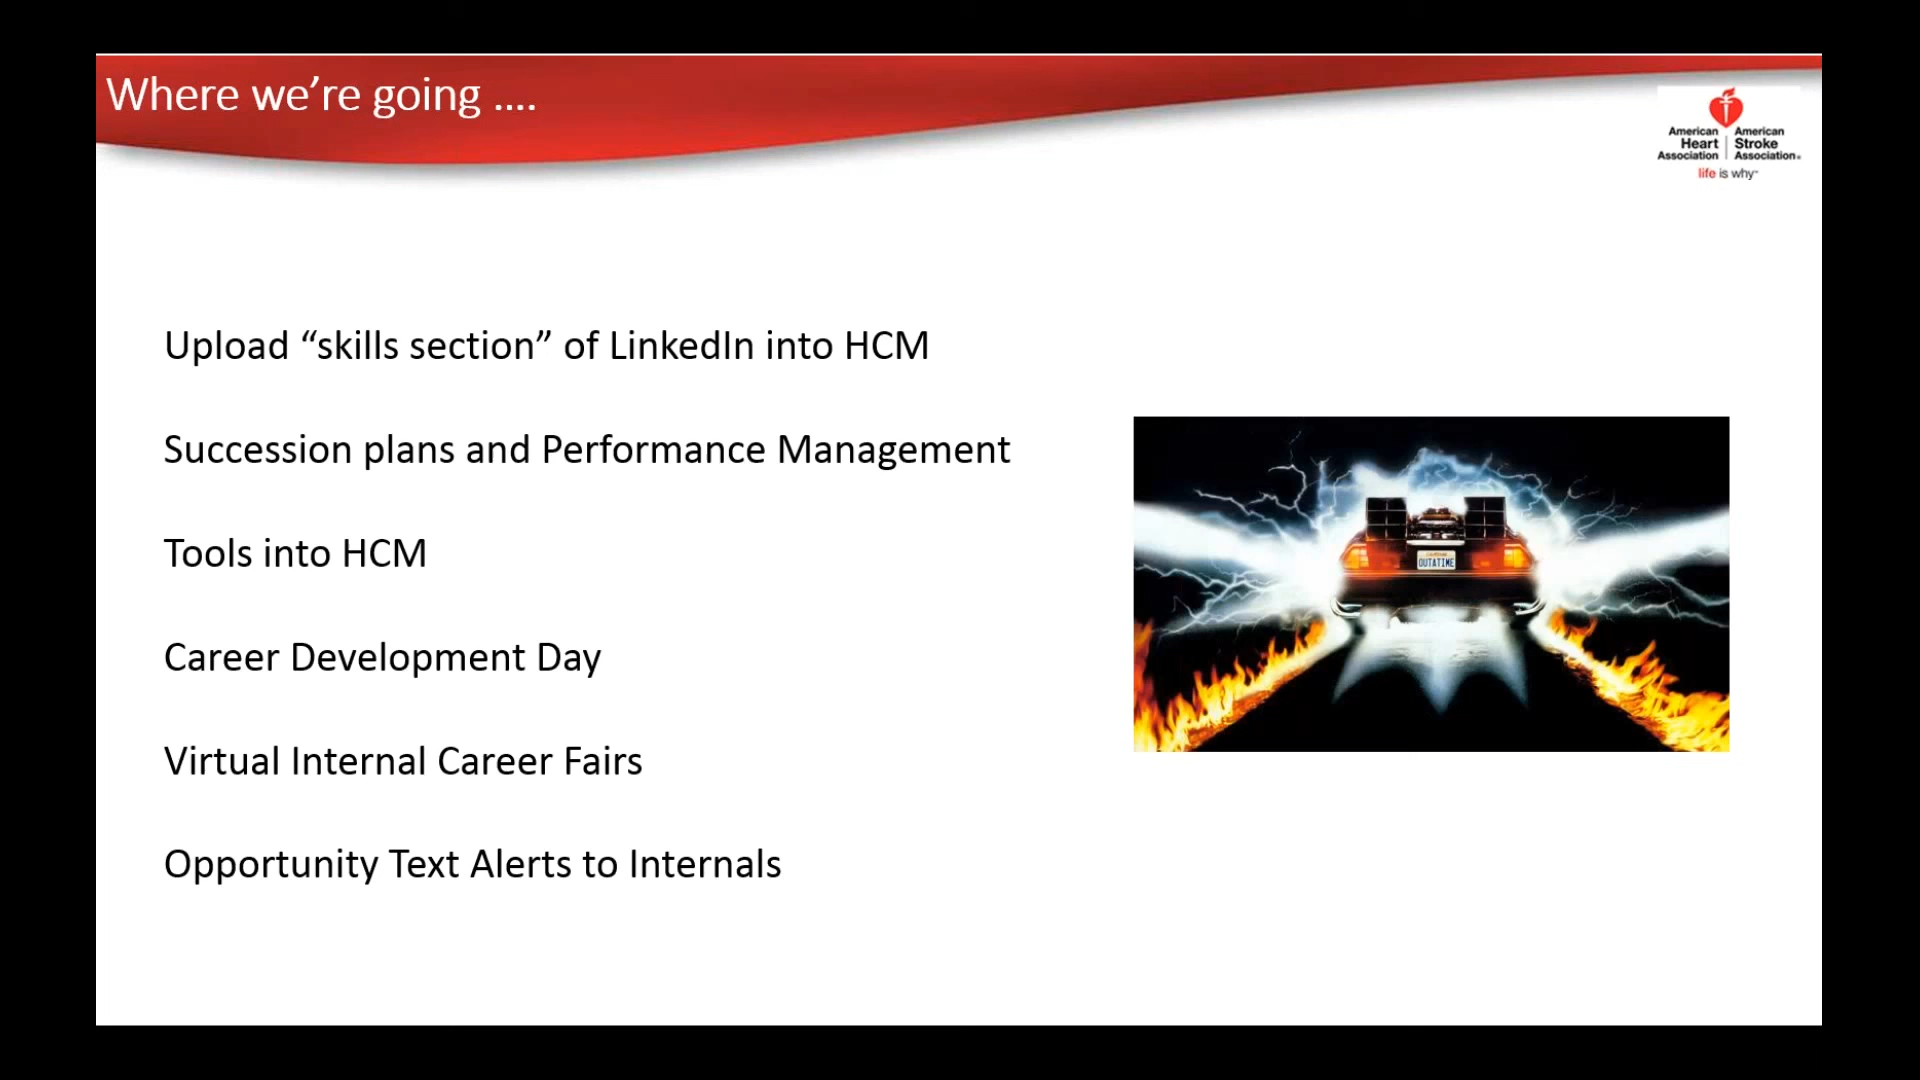 Where we’re going ....
American American
Heart Stroke
Association Association®
life is why™
Upload “skills section” of LinkedIn into HCM
Succession plans and Performance Management
Tools into HCM
Career Development Day
Virtual Internal Career Fairs
Opportunity Text Alerts to Internals
OUTATIME